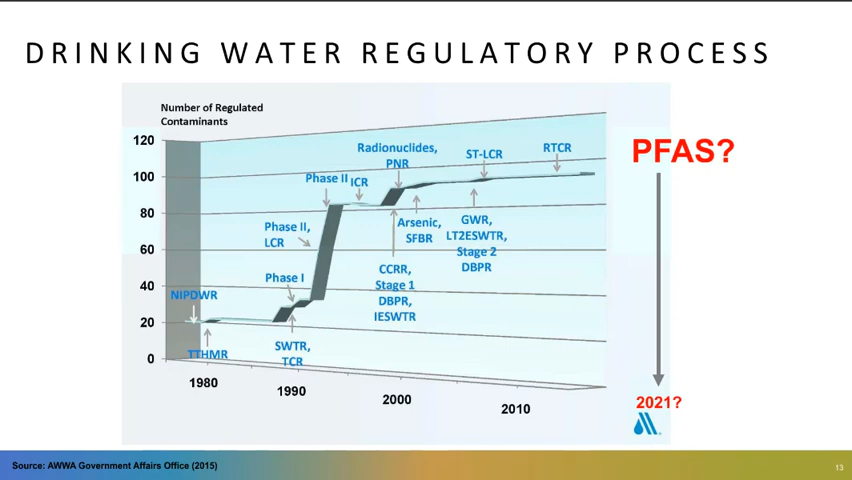 DRINKING WATER REGULATORY PROCESS
Number of Regulated
Contaminants
120
100
80
60
40
20
0
1980
1990
2000
2010
NIPDWR
TTHMR
Phase I
SWTR,
TCR
Phase II,
LCR
Phase II
ICR
Radionuclides,
PNR
CCRR,
Stage 1
DBPR,
IESWTR
Arsenic,
SFBR
ST-LCR
GWR,
LT2ESWTR,
Stage 2
DBPR
RTCR
PFAS?
2021?
Source: AWWA Government Affairs Office (2015)
13